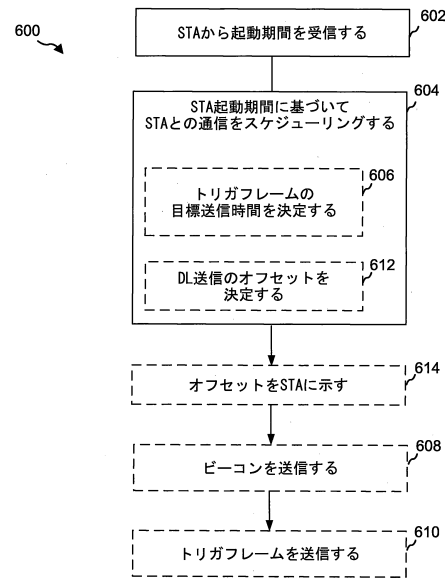 600
STAから起動期間を受信する
602
604
STA起動期間に基づいて
STAとの通信をスケジューリングする
606
トリガフレームの
目標送信時間を決定する
612
DL送信のオフセットを
決定する
614
オフセットをSTAに示す
608
ビーコンを送信する
610
トリガフレームを送信する